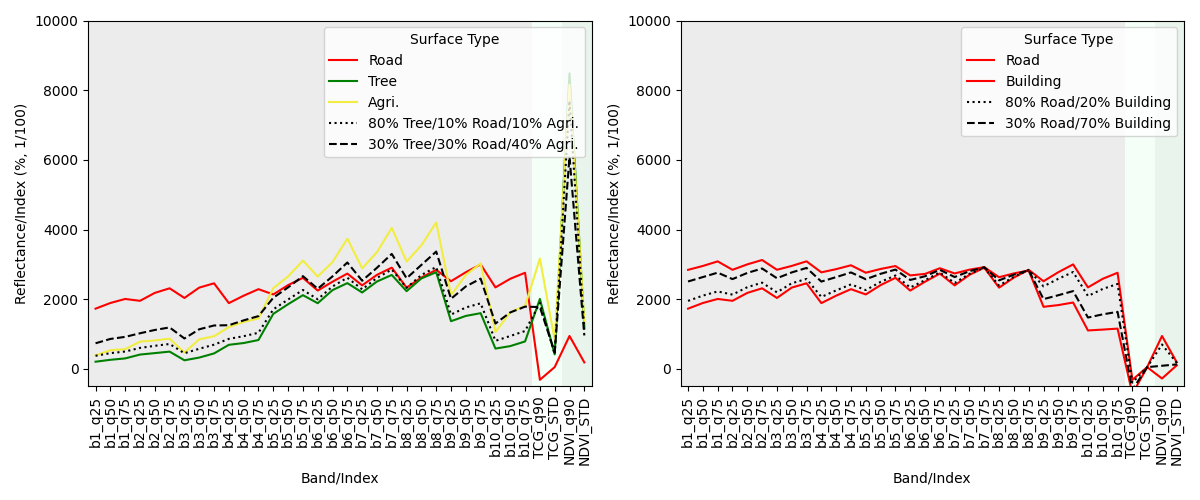 10000
8000
6000
4000
2000
0
Reflectance/Index (%, 1/100)
Surface Type
Road
Tree
Agri.
80% Tree/10% Road/10% Agri.
30% Tree/30% Road/40% Agri.
b1_q25
b1_q50
b1_q75
b2_q25
b2_q50
b2_q75
b3_q25
b3_q50
b3_q75
b4_q25
b4_q50
b4_q75
b5_q25
b5_q50
b5_q75
b6_q25
b6_q50
b6_q75
b7_q25
b7_q50
b7_q75
b8_q25
b8_q50
b8_q75
b9_q25
b9_q50
b9_q75
b10_q25
b10_q50
b10_q75
TCG_q90
TCG_STD
NDVI_q90
NDVI_STD
Band/Index
10000
8000
6000
4000
2000
0
Reflectance/Index (%, 1/100)
Surface Type
Road
Building
80% Road/20% Building
30% Road/70% Building
b1_q25
b1_q50
b1_q75
b2_q25
b2_q50
b2_q75
b3_q25
b3_q50
b3_q75
b4_q25
b4_q50
b4_q75
b5_q25
b5_q50
b5_q75
b6_q25
b6_q50
b6_q75
b7_q25
b7_q50
b7_q75
b8_q25
b8_q50
b8_q75
b9_q25
b9_q50
b9_q75
b10_q25
b10_q50
b10_q75
TCG_q90
TCG_STD
NDVI_q90
NDVI_STD
Band/Index